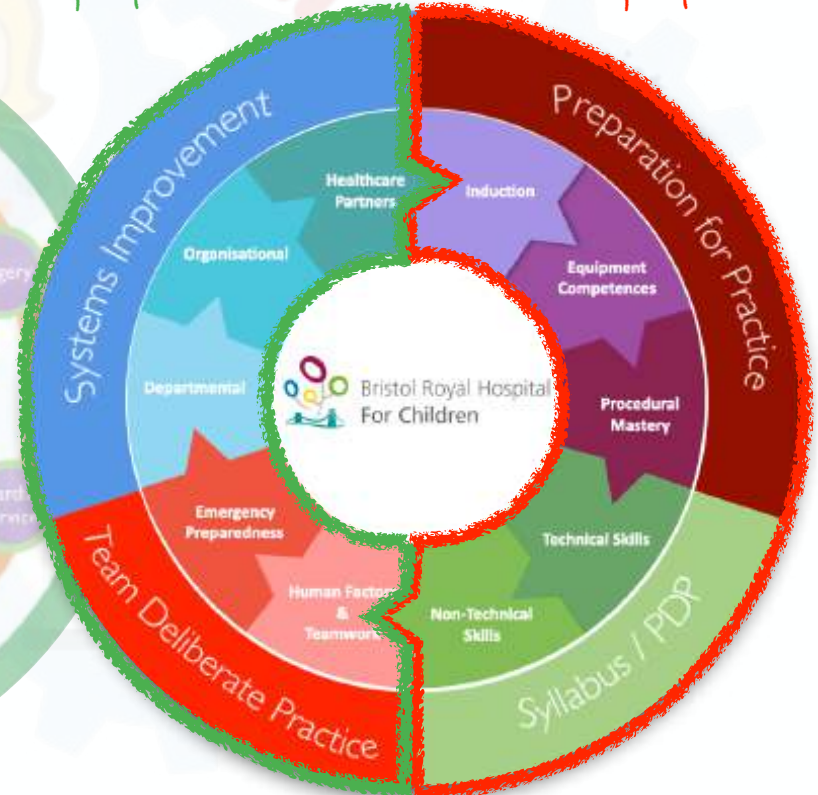 Systems Improvement
Preparation for Practice
Healthcare
Partners
Induction
Organisational
Equipment
Competences
Departmental
Bristol Royal Hospital
For Children
Procedural
Mastery
Emergency
Preparedness
Technical Skills
Human Factor
&
Teamwork
Non-Technical
Skills
Team Deliberate Practice
Syllabus / PDP